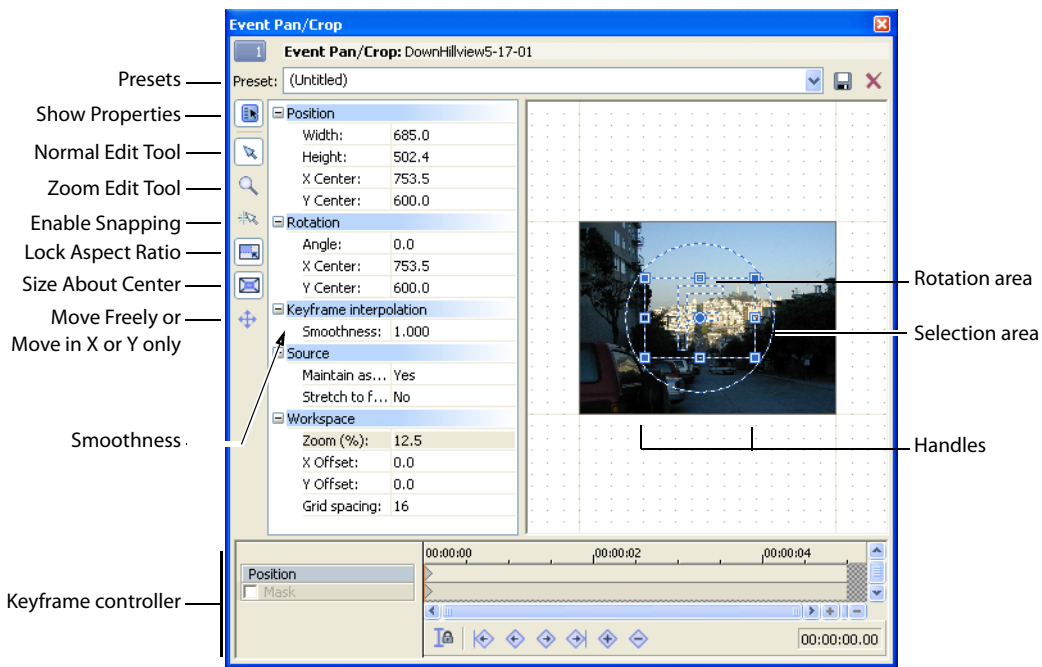 Event Pan/Crop
1 Event Pan/Crop: DownHillview5-17-01
Presets
Preset: (Untitled)
Show Properties
Normal Edit Tool
Zoom Edit Tool
Enable Snapping
Lock Aspect Ratio
Size About Center
Move Freely or
Move in X or Y only
Smoothness
Keyframe controller
Position
Width: 685.0
Height: 502.4
X Center: 753.5
Y Center: 600.0
Rotation
Angle: 0.0
X Center: 753.5
Y Center: 600.0
Keyframe interpolation
Smoothness: 1.000
Source
Maintain as... Yes
Stretch to f... No
Workspace
Zoom (%): 12.5
X Offset: 0.0
Y Offset: 0.0
Grid spacing: 16
Rotation area
Selection area
Handles
00:00:00 00:00:02 00:00:04
Position
Mask
00:00:00.00